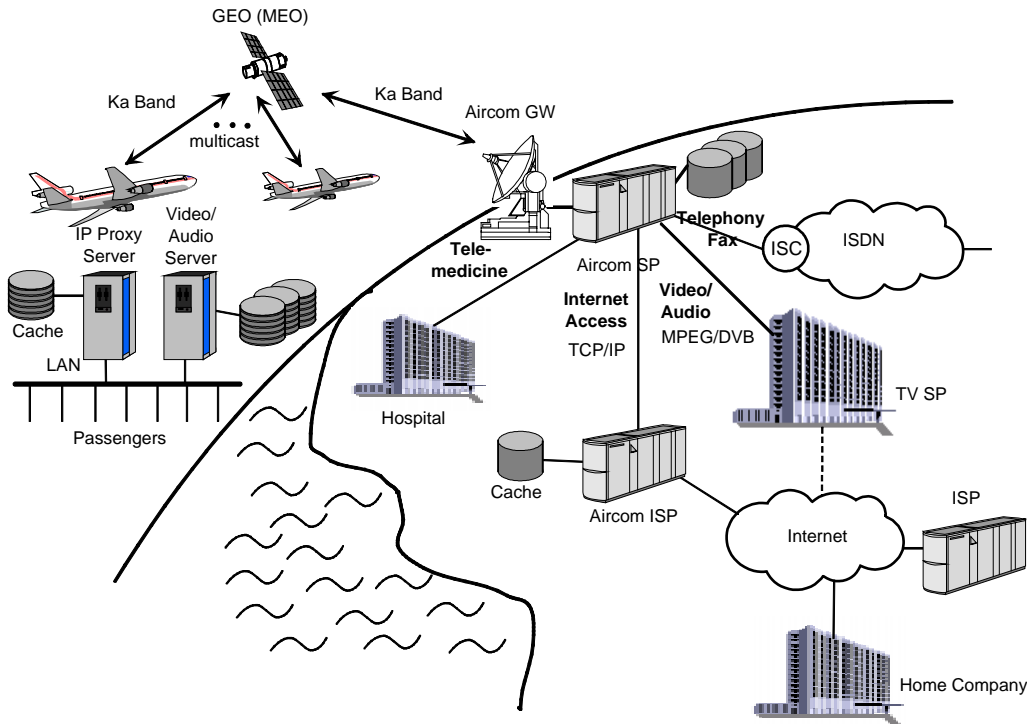 GEO (MEO)
Ka Band
Ka Band
multicast
Aircom GW
IP Proxy
Server
Video/
Audio
Server
Cache
LAN
Passengers
Tele-
medicine
Aircom SP
Telephony
Fax
ISC
ISDN
Internet
Access
TCP/IP
Video/
Audio
MPEG/DVB
Hospital
TV SP
Cache
Aircom ISP
Internet
ISP
Home Company